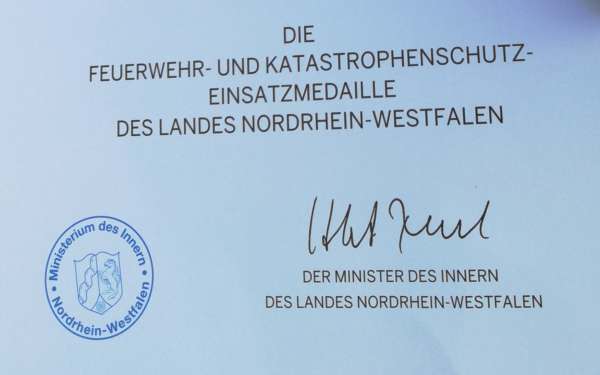 DIE
FEUERWEHR- UND KATASTROPHENSCHUTZ-
EINSATZMEDAILLE
DES LANDES NORDRHEIN-WESTFALEN
Ministerium des Innern
Nordrhein-Westfalen
DER MINISTER DES INNERN
DES LANDES NORDRHEIN-WESTFALEN